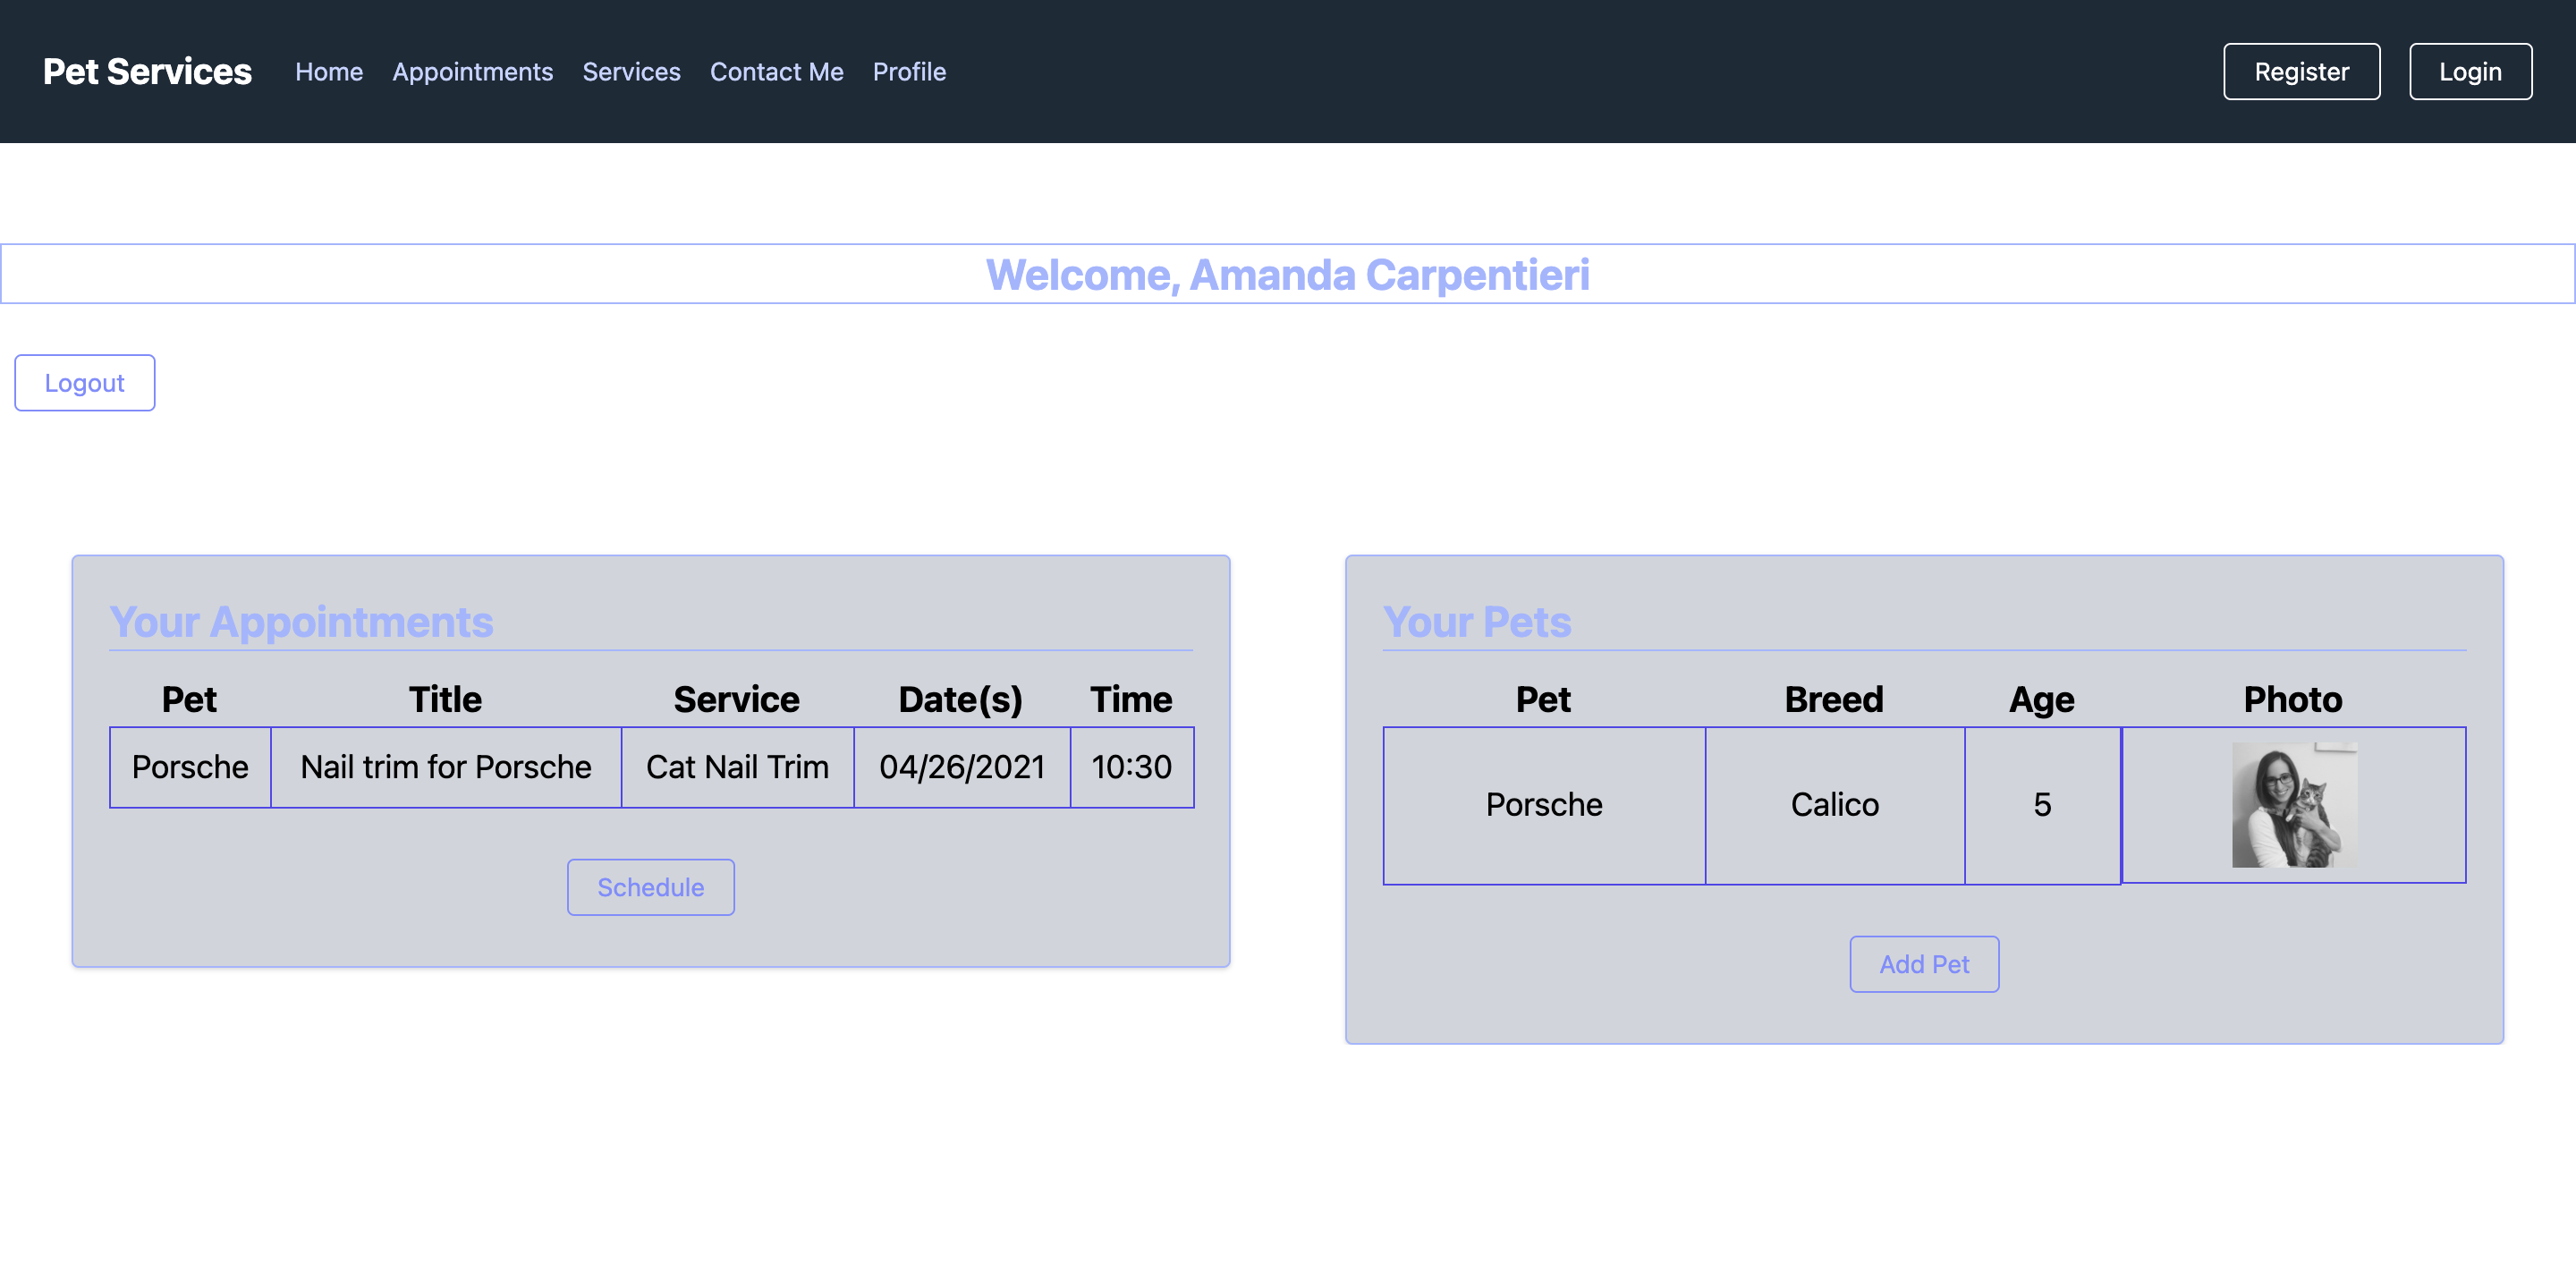 Pet Services Home Appointments Services Contact Me Profile Register Login
Welcome, Amanda Carpentieri
Logout
Your Appointments
Pet Title Service Date(s) Time
Porsche Nail trim for Porsche Cat Nail Trim 04/26/2021 10:30
Schedule
Your Pets
Pet Breed Age Photo
Porsche Calico 5
Add Pet